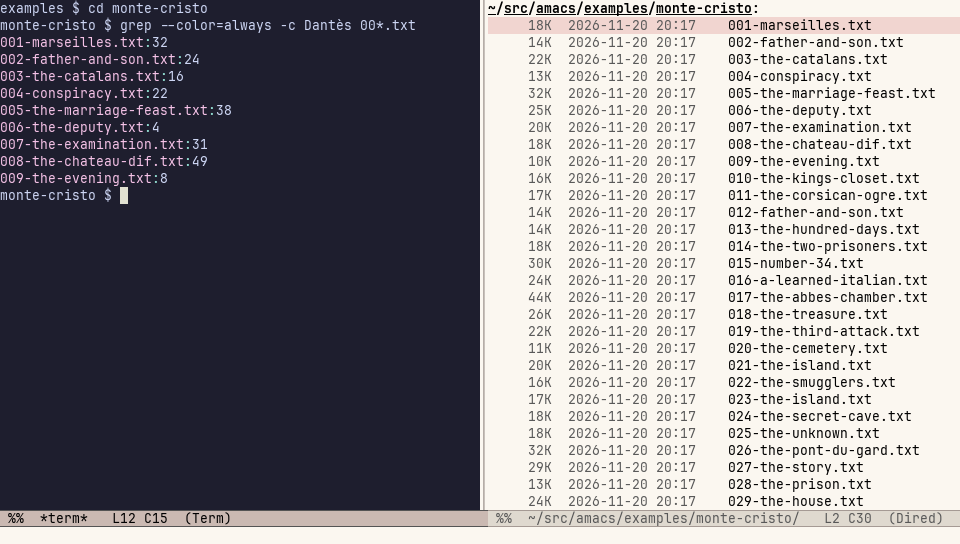 examples $ cd monte-cristo
monte-cristo $ grep --color=always -c Dantès 00*.txt
001-marseilles.txt:32
002-father-and-son.txt:24
003-the-catalans.txt:16
004-conspiracy.txt:22
005-the-marriage-feast.txt:38
006-the-deputy.txt:4
007-the-examination.txt:31
008-the-chateau-dif.txt:49
009-the-evening.txt:8
monte-cristo $
%% *term* L12 C15 (Term)
~/src/amacs/examples/monte-cristo:
18K 2026-11-20 20:17 001-marseilles.txt
14K 2026-11-20 20:17 002-father-and-son.txt
22K 2026-11-20 20:17 003-the-catalans.txt
13K 2026-11-20 20:17 004-conspiracy.txt
32K 2026-11-20 20:17 005-the-marriage-feast.txt
25K 2026-11-20 20:17 006-the-deputy.txt
20K 2026-11-20 20:17 007-the-examination.txt
18K 2026-11-20 20:17 008-the-chateau-dif.txt
10K 2026-11-20 20:17 009-the-evening.txt
16K 2026-11-20 20:17 010-the-kings-closet.txt
17K 2026-11-20 20:17 011-the-corsican-ogre.txt
14K 2026-11-20 20:17 012-father-and-son.txt
14K 2026-11-20 20:17 013-the-hundred-days.txt
18K 2026-11-20 20:17 014-the-two-prisoners.txt
30K 2026-11-20 20:17 015-number-34.txt
24K 2026-11-20 20:17 016-a-learned-italian.txt
44K 2026-11-20 20:17 017-the-abbes-chamber.txt
26K 2026-11-20 20:17 018-the-treasure.txt
22K 2026-11-20 20:17 019-the-third-attack.txt
11K 2026-11-20 20:17 020-the-cemetery.txt
20K 2026-11-20 20:17 021-the-island.txt
16K 2026-11-20 20:17 022-the-smugglers.txt
17K 2026-11-20 20:17 023-the-island.txt
18K 2026-11-20 20:17 024-the-secret-cave.txt
18K 2026-11-20 20:17 025-the-unknown.txt
32K 2026-11-20 20:17 026-the-pont-du-gard.txt
29K 2026-11-20 20:17 027-the-story.txt
13K 2026-11-20 20:17 028-the-prison.txt
24K 2026-11-20 20:17 029-the-house.txt
%% ~/src/amacs/examples/monte-cristo/ L2 C30 (Dired)